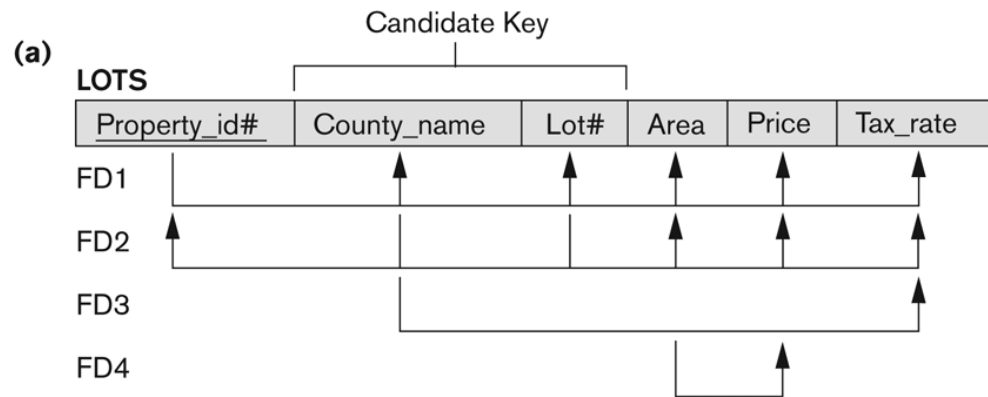 Candidate Key
(a)
LOTS
Property_id# County_name Lot# Area Price Tax_rate
FD1
FD2
FD3
FD4